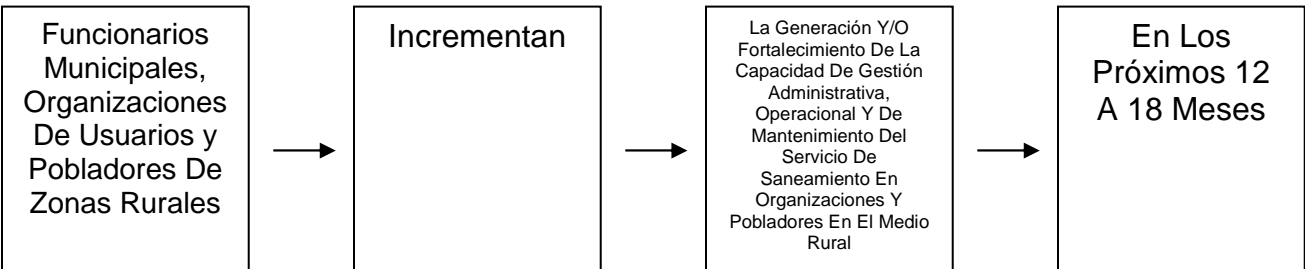 Funcionarios
Municipales,
Organizaciones
De Usuarios y
Pobladores De
Zonas Rurales
Incrementan
La Generación Y/O
Fortalecimiento De La
Capacidad De Gestión
Administrativa,
Operacional Y De
Mantenimiento Del
Servicio De
Saneamiento En
Organizaciones Y
Pobladores En El Medio
Rural
En Los
Próximos 12
A 18 Meses